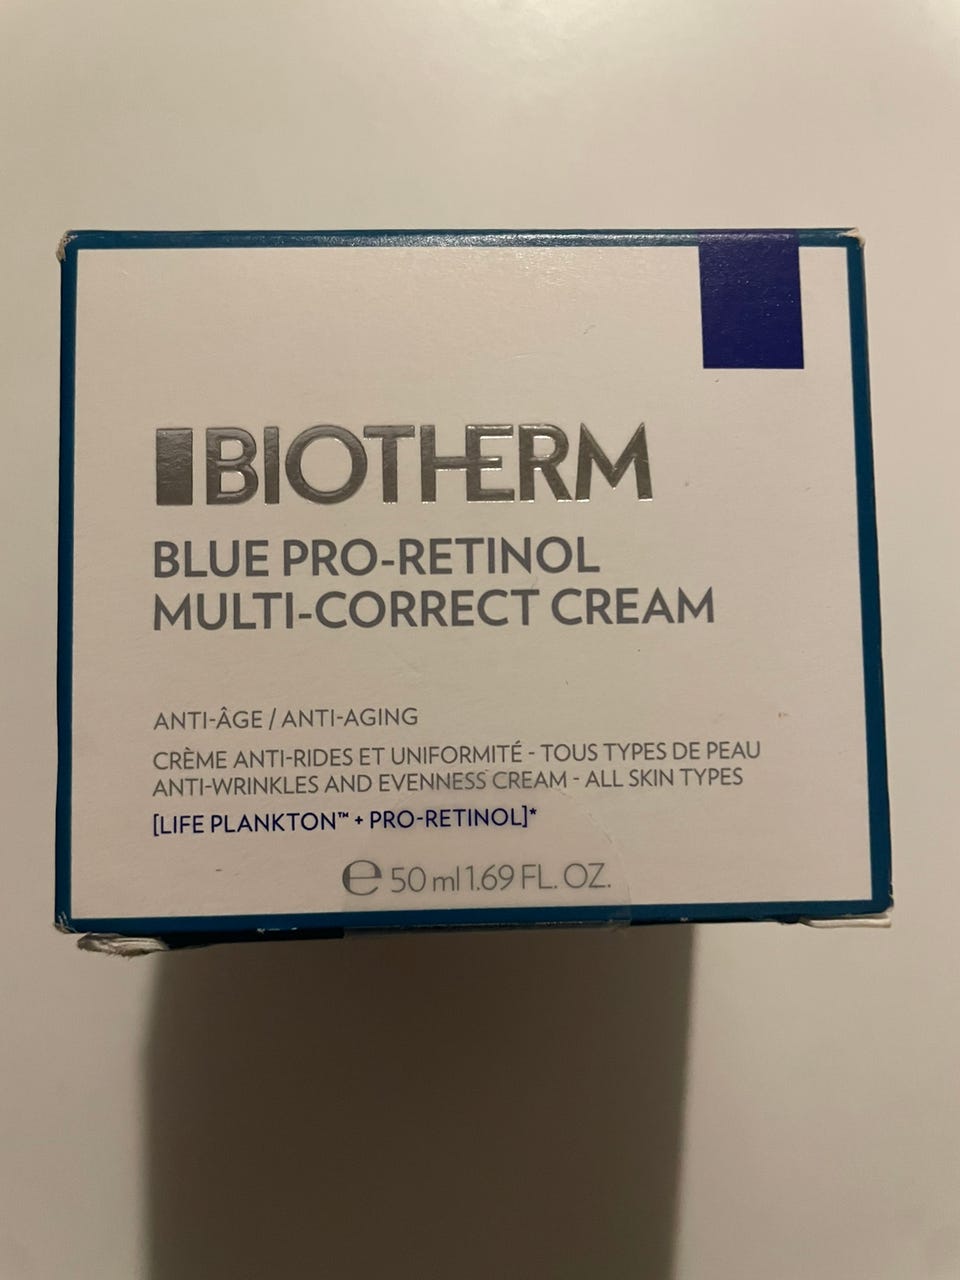 BIOTHERM
BLUE PRO-RETINOL
MULTI-CORRECT CREAM
ANTI-ÂGE / ANTI-AGING
CRÈME ANTI-RIDES ET UNIFORMITÉ - TOUS TYPES DE PEAU
ANTI-WRINKLES AND EVENNESS CREAM - ALL SKIN TYPES
[LIFE PLANKTON™ + PRO-RETINOL]*
℮ 50 ml 1.69 FL. OZ.